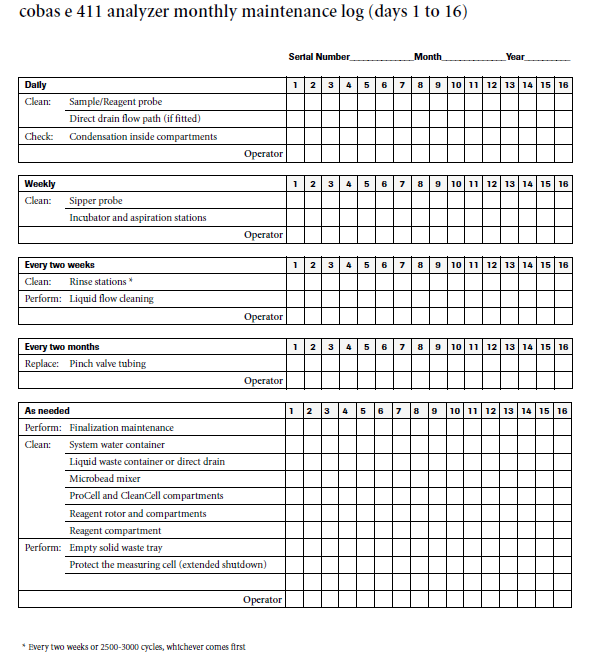 cobas e 411 analyzer monthly maintenance log (days 1 to 16)
Serial Number______________Month______________Year__________
Daily 1 2 3 4 5 6 7 8 9 10 11 12 13 14 15 16
Clean: Sample/Reagent probe
Direct drain flow path (if fitted)
Check: Condensation inside compartments
Operator
Weekly 1 2 3 4 5 6 7 8 9 10 11 12 13 14 15 16
Clean: Sipper probe
Incubator and aspiration stations
Operator
Every two weeks 1 2 3 4 5 6 7 8 9 10 11 12 13 14 15 16
Clean: Rinse stations *
Perform: Liquid flow cleaning
Operator
Every two months 1 2 3 4 5 6 7 8 9 10 11 12 13 14 15 16
Replace: Pinch valve tubing
Operator
As needed 1 2 3 4 5 6 7 8 9 10 11 12 13 14 15 16
Perform: Finalization maintenance
Clean: System water container
Liquid waste container or direct drain
Microbead mixer
ProCell and CleanCell compartments
Reagent rotor and compartments
Reagent compartment
Perform: Empty solid waste tray
Protect the measuring cell (extended shutdown)
Operator
* Every two weeks or 2500-3000 cycles, whichever comes first